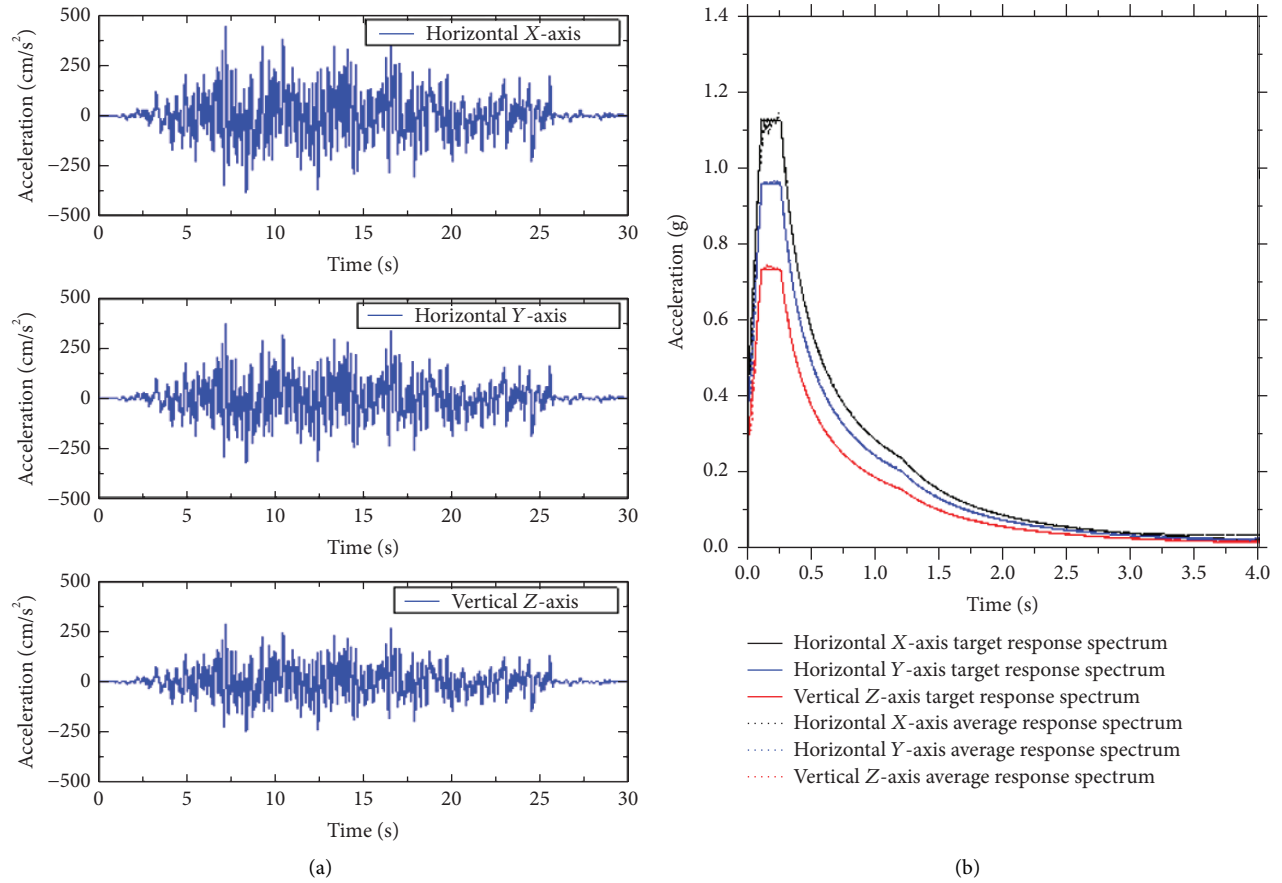 500
250
0
−250
−500
Acceleration (cm/s²)
Horizontal X-axis
0 5 10 15 20 25 30
Time (s)
500
250
0
−250
−500
Acceleration (cm/s²)
Horizontal Y-axis
0 5 10 15 20 25 30
Time (s)
500
250
0
−250
−500
Acceleration (cm/s²)
Vertical Z-axis
0 5 10 15 20 25 30
Time (s)
(a)
1.4
1.2
1.0
0.8
0.6
0.4
0.2
0.0
Acceleration (g)
0.0 0.5 1.0 1.5 2.0 2.5 3.0 3.5 4.0
Time (s)
Horizontal X-axis target response spectrum
Horizontal Y-axis target response spectrum
Vertical Z-axis target response spectrum
Horizontal X-axis average response spectrum
Horizontal Y-axis average response spectrum
Vertical Z-axis average response spectrum
(b)